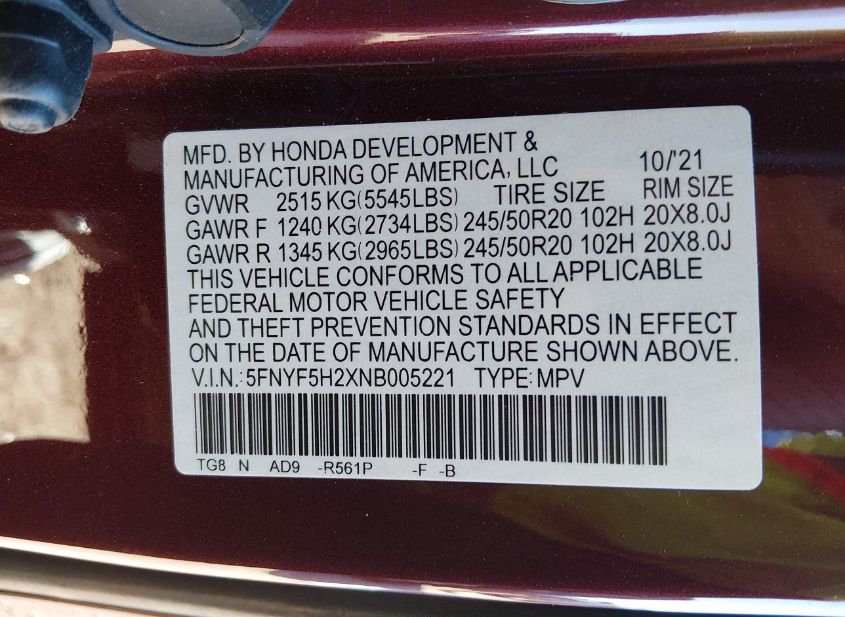 MFD. BY HONDA DEVELOPMENT &
MANUFACTURING OF AMERICA, LLC 10/'21
GVWR 2515 KG(5545LBS) TIRE SIZE RIM SIZE
GAWR F 1240 KG(2734LBS) 245/50R20 102H 20X8.0J
GAWR R 1345 KG(2965LBS) 245/50R20 102H 20X8.0J
THIS VEHICLE CONFORMS TO ALL APPLICABLE
FEDERAL MOTOR VEHICLE SAFETY
AND THEFT PREVENTION STANDARDS IN EFFECT
ON THE DATE OF MANUFACTURE SHOWN ABOVE.
V.I.N.: 5FNYF5H2XNB005221 TYPE: MPV
TG8 N AD9 -R561P -F -B